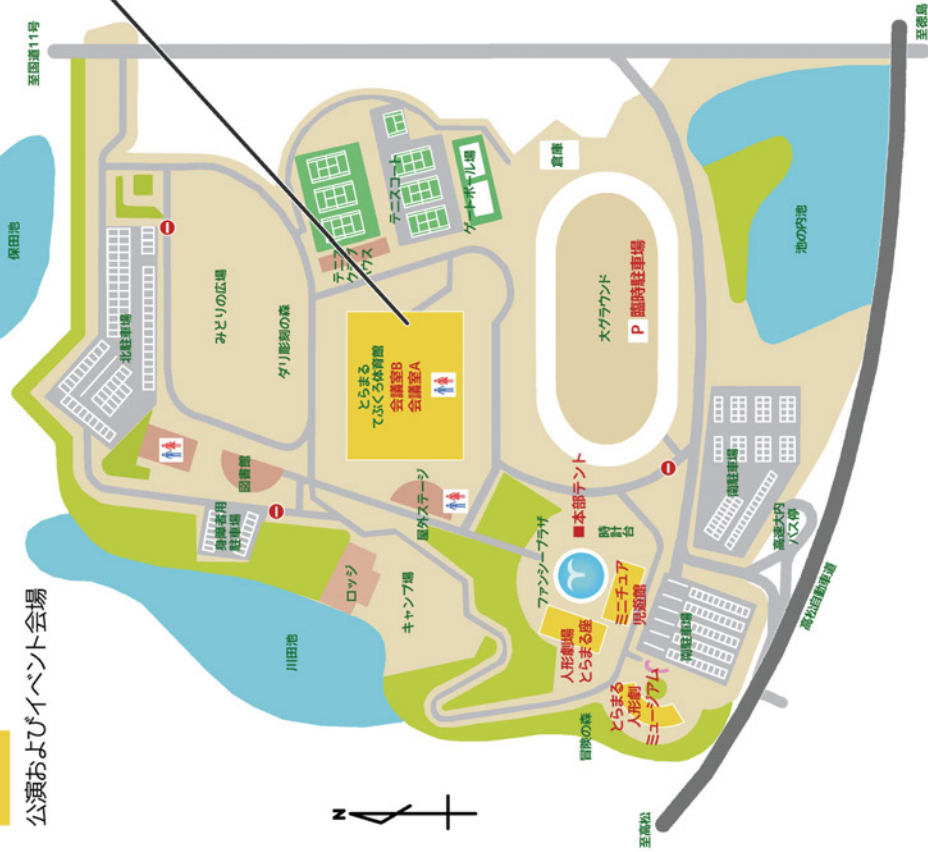 公演およびイベント会場
N
至国道11号
至徳島
至高松
高松自動車道
保田池
川田池
池の内池
北駐車場
みどりの広場
ダリ彫刻の森
図書館
身障者用
駐車場
ロッジ
キャンプ場
屋外ステージ
とらまる
てぶくろ体育館
会議室B
会議室A
テニス
クラブ
ハウス
テニスコート
ゲートボール場
倉庫
大グラウンド
P 臨時駐車場
■本部テント
時計台
ファンシープラザ
人形劇場
とらまる座
ミニチュア
児遊館
とらまる
人形劇
ミュージアム
冒険の森
南駐車場
南駐車場
高速大内
バス停